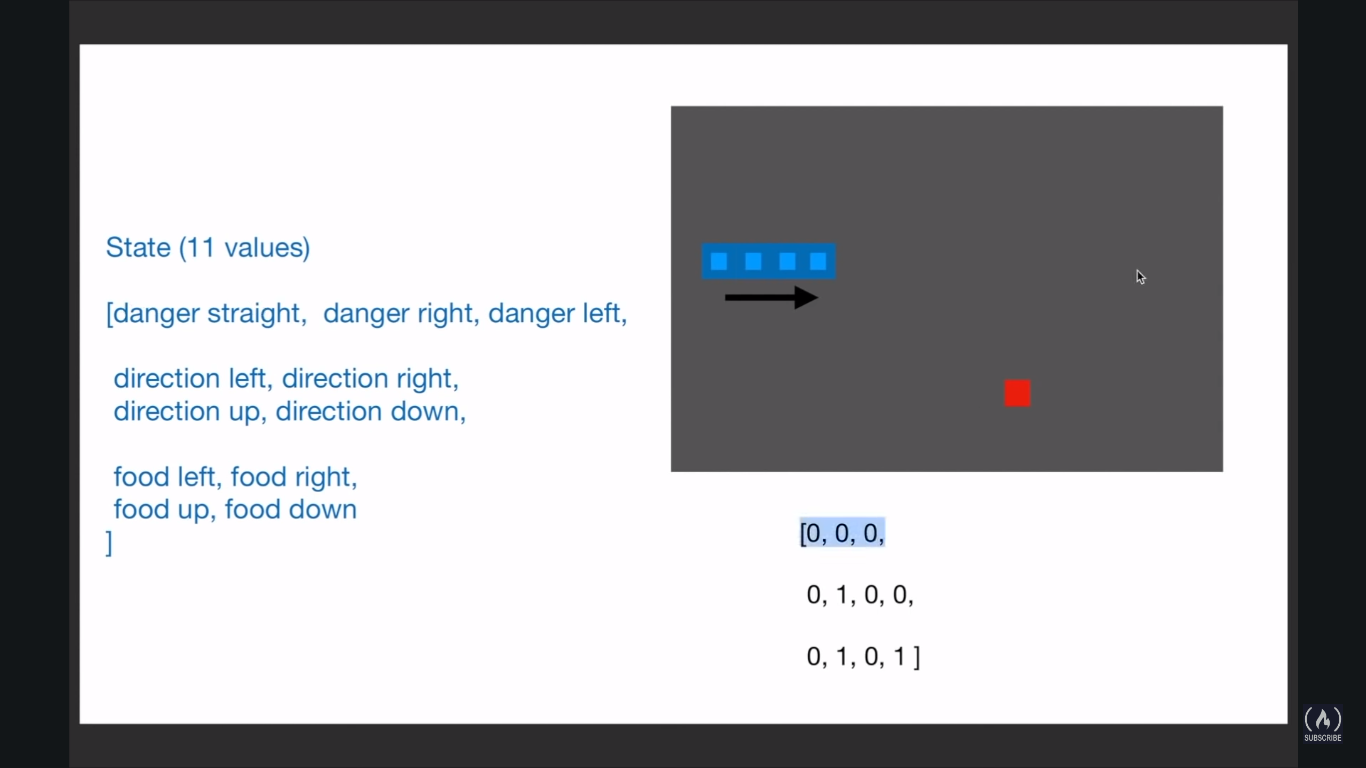 State (11 values)
[danger straight, danger right, danger left,
direction left, direction right,
direction up, direction down,
food left, food right,
food up, food down
]
[0, 0, 0,
0, 1, 0, 0,
0, 1, 0, 1 ]
SUBSCRIBE